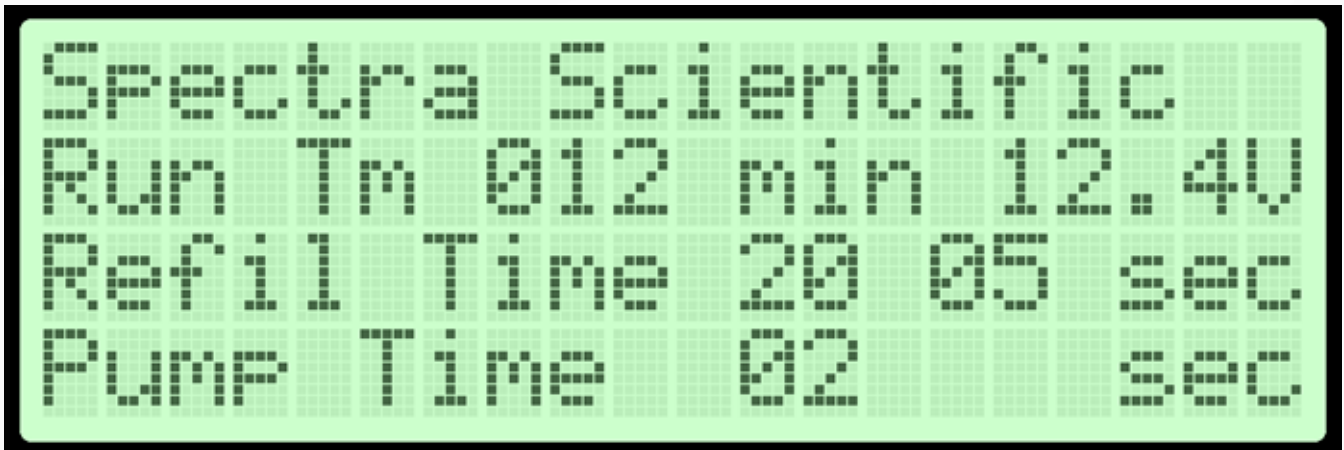 Spectra Scientific
Run Tm 012 min 12.4V
Refil Time 20 05 sec
Pump Time 02 sec